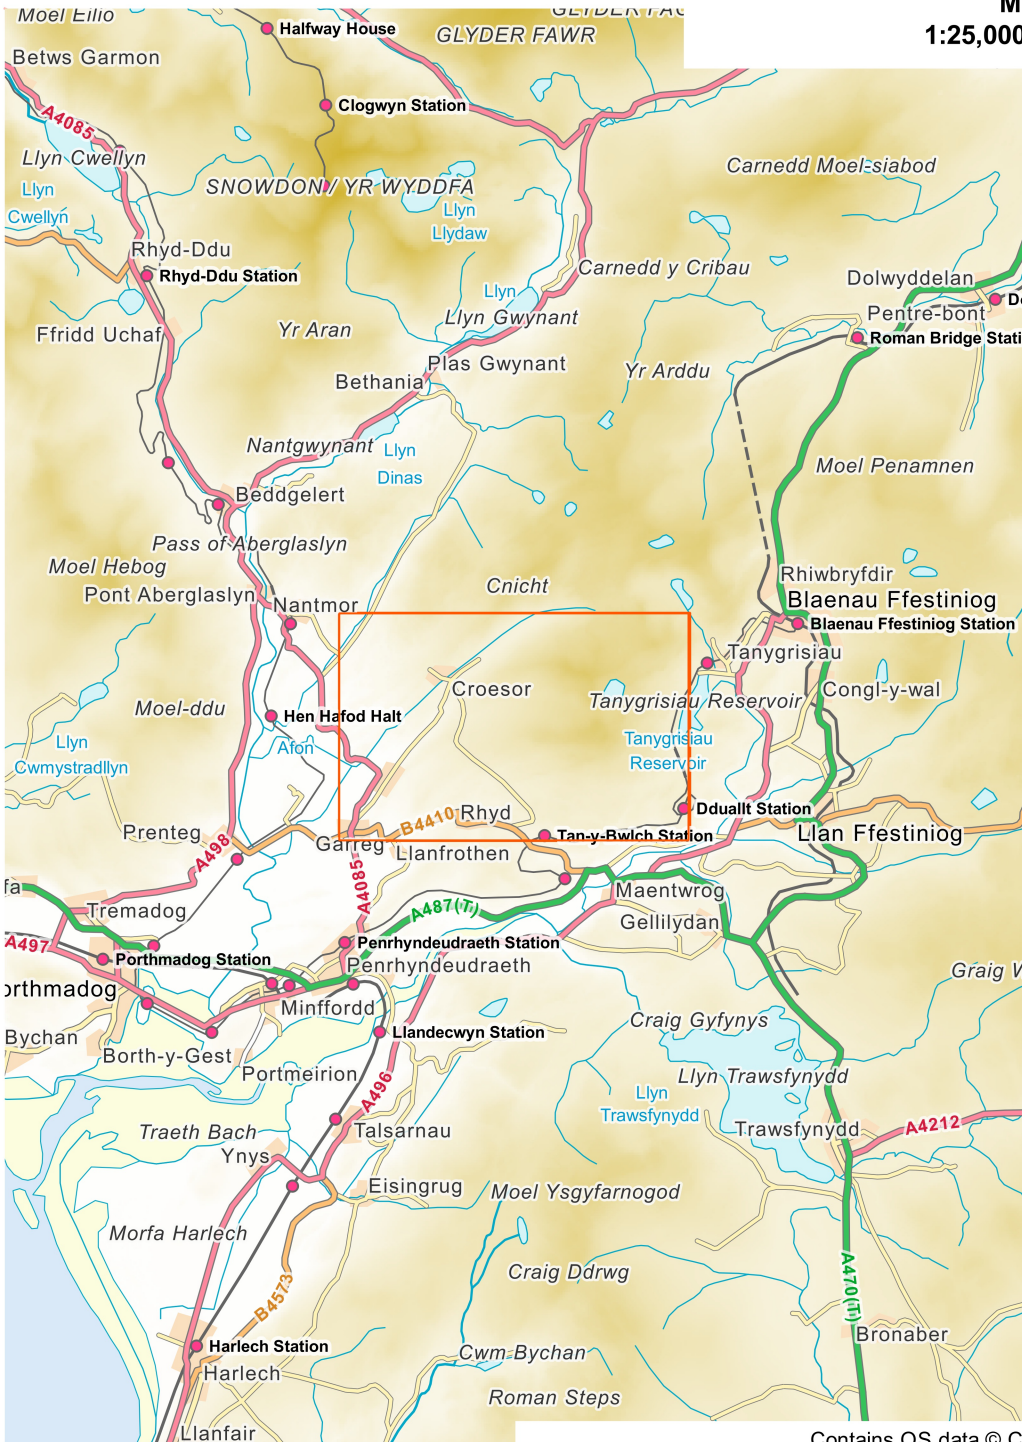 Moel Eilio
GLYDER FAWR
M
1:25,000
Halfway House
Betws Garmon
Clogwyn Station
A4085
Llyn Cwellyn
Carnedd Moel-siabod
Llyn
Cwellyn
SNOWDON / YR WYDDFA
Llyn
Llydaw
Rhyd-Ddu
Rhyd-Ddu Station
Carnedd y Cribau
Dolwyddelan
Llyn
Llyn Gwynant
Pentre-bont
Ffridd Uchaf
Yr Aran
Roman Bridge Stati
Plas Gwynant
Bethania
Yr Arddu
Nantgwynant
Llyn
Dinas
Moel Penamnen
Beddgelert
Pass of Aberglaslyn
Moel Hebog
Cnicht
Rhiwbryfdir
Pont Aberglaslyn
Nantmor
Blaenau Ffestiniog
Blaenau Ffestiniog Station
Tanygrisiau
Croesor
Congl-y-wal
Tanygrisiau Reservoir
Moel-ddu
Hen Hafod Halt
Afon
Tanygrisiau
Reservoir
Llyn
Cwmystradllyn
Dduallt Station
Rhyd
B4410
Prenteg
Tan-y-Bwlch Station
Llan Ffestiniog
Garreg
Llanfrothen
A498
A4085
Maentwrog
fa
Tremadog
A487(T)
Gellilydan
A497
Penrhyndeudraeth Station
Porthmadog Station
Penrhyndeudraeth
Graig W
orthmadog
Minffordd
Craig Gyfynys
Bychan
Llandecwyn Station
Borth-y-Gest
Portmeirion
Llyn Trawsfynydd
A496
Llyn
Trawsfynydd
Traeth Bach
Talsarnau
Trawsfynydd
A4212
Ynys
Eisingrug
Moel Ysgyfarnogod
Morfa Harlech
Craig Ddrwg
B4573
A470(T)
Bronaber
Harlech Station
Cwm Bychan
Harlech
Roman Steps
Llanfair
Contains OS data © C